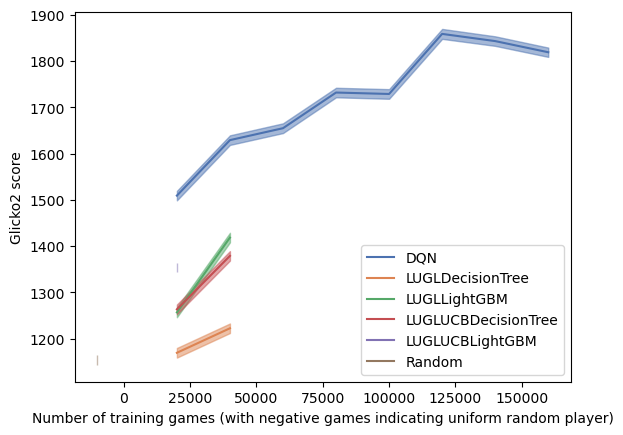 1900
1800
1700
1600
1500
1400
1300
1200
Glicko2 score
DQN
LUGLDecisionTree
LUGLLightGBM
LUGLUCBDecisionTree
LUGLUCBLightGBM
Random
0 25000 50000 75000 100000 125000 150000
Number of training games (with negative games indicating uniform random player)